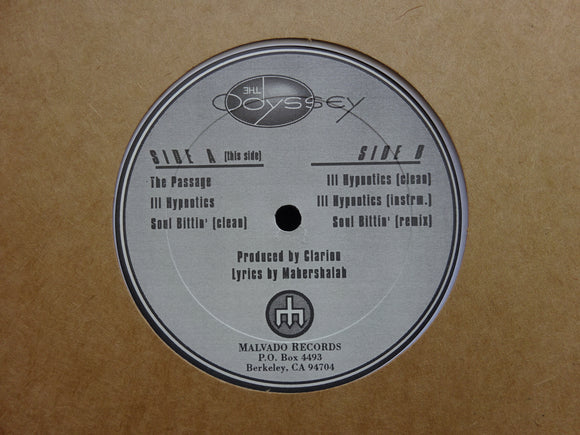 THE
Odyssey
SIDE A (this side)
SIDE B
The Passage
Ill Hypnotics
Soul Bittin' (clean)
Ill Hypnotics (clean)
Ill Hypnotics (instrm.)
Soul Bittin' (remix)
Produced by Clarion
Lyrics by Mahershalah
MALVADO RECORDS
P.O. Box 4493
Berkeley, CA 94704